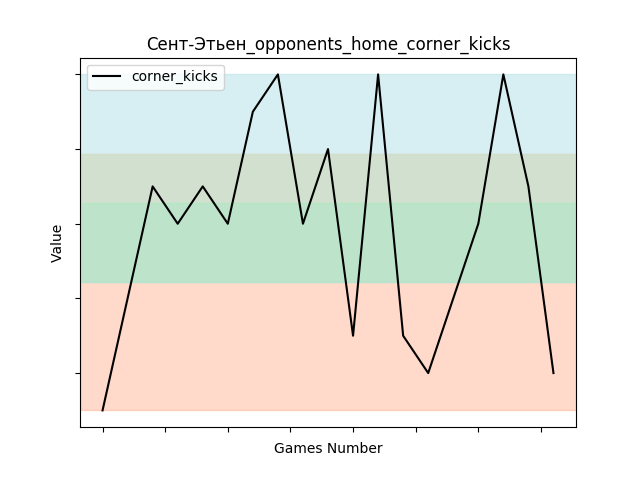 Сент-Этьен_opponents_home_corner_kicks
corner_kicks
Value
Games Number